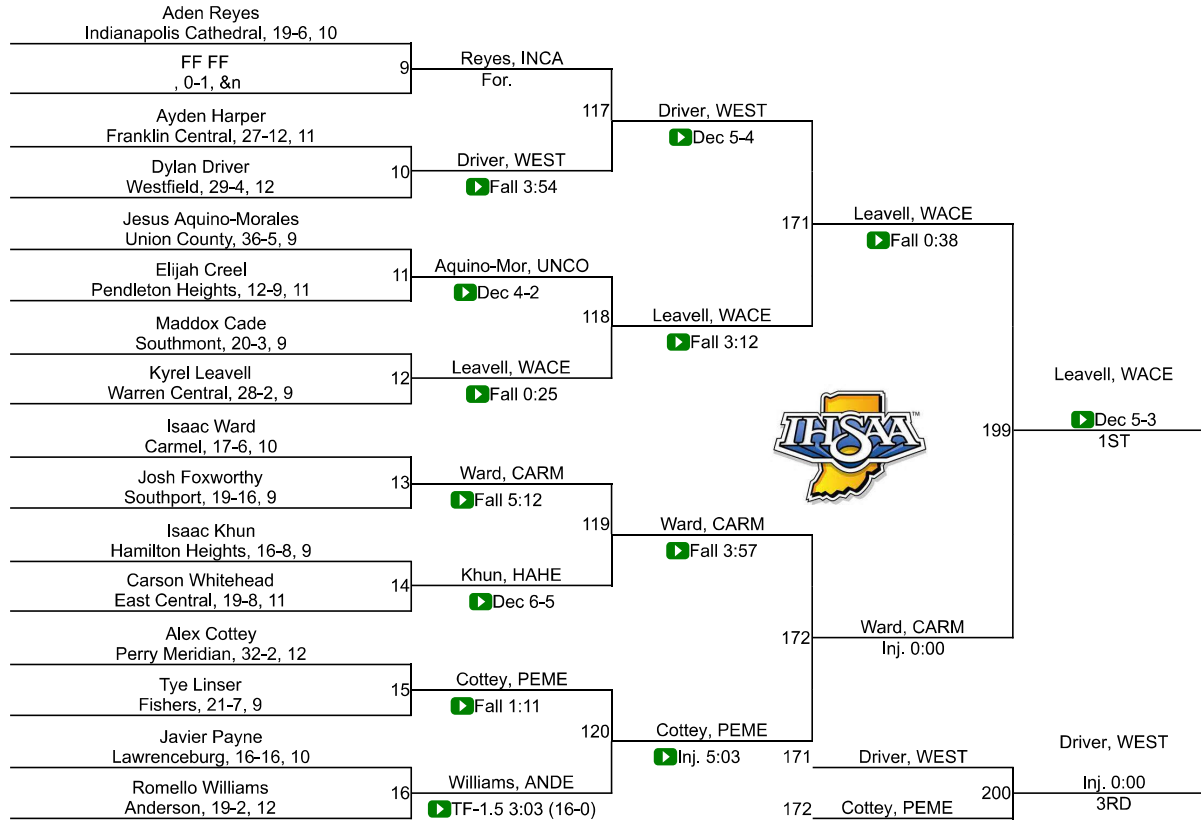 Aden Reyes
Indianapolis Cathedral, 19-6, 10
FF FF
, 0-1, &n
9
Reyes, INCA
For.
Ayden Harper
Franklin Central, 27-12, 11
Dylan Driver
Westfield, 29-4, 12
10
Driver, WEST
Fall 3:54
117
Driver, WEST
Dec 5-4
Jesus Aquino-Morales
Union County, 36-5, 9
Elijah Creel
Pendleton Heights, 12-9, 11
11
Aquino-Mor, UNCO
Dec 4-2
Maddox Cade
Southmont, 20-3, 9
Kyrel Leavell
Warren Central, 28-2, 9
12
Leavell, WACE
Fall 0:25
118
Leavell, WACE
Fall 3:12
171
Leavell, WACE
Fall 0:38
Isaac Ward
Carmel, 17-6, 10
Josh Foxworthy
Southport, 19-16, 9
13
Ward, CARM
Fall 5:12
Isaac Khun
Hamilton Heights, 16-8, 9
Carson Whitehead
East Central, 19-8, 11
14
Khun, HAHE
Dec 6-5
119
Ward, CARM
Fall 3:57
Alex Cottey
Perry Meridian, 32-2, 12
Tye Linser
Fishers, 21-7, 9
15
Cottey, PEME
Fall 1:11
Javier Payne
Lawrenceburg, 16-16, 10
Romello Williams
Anderson, 19-2, 12
16
Williams, ANDE
TF-1.5 3:03 (16-0)
120
Cottey, PEME
Inj. 5:03
172
Ward, CARM
Inj. 0:00
IHSAA
TM
199
Leavell, WACE
Dec 5-3
1ST
171
Driver, WEST
172
Cottey, PEME
200
Driver, WEST
Inj. 0:00
3RD